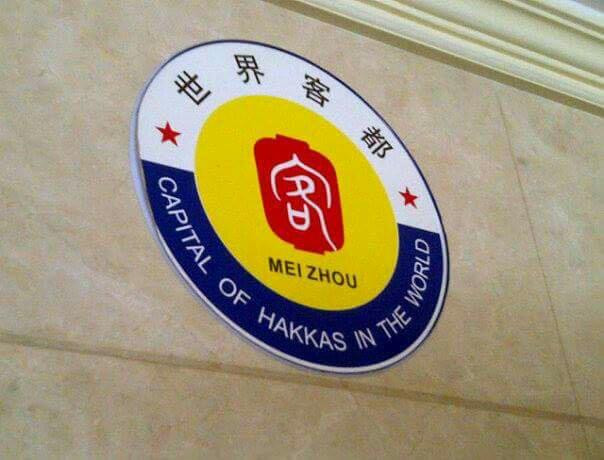 世界客都
客
MEI ZHOU
CAPITAL OF HAKKAS IN THE WORLD